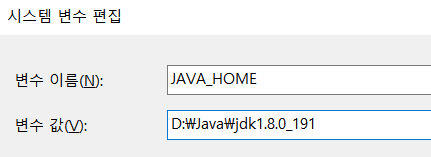 시스템 변수 편집
변수 이름(N):
JAVA_HOME
변수 값(V):
D:₩Java₩jdk1.8.0_191